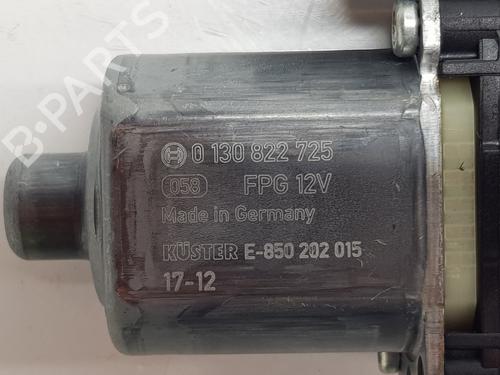 B-PARTS
0 130 822 725
058 FPG 12V
Made in Germany
KÜSTER E-850 202 015
17-12